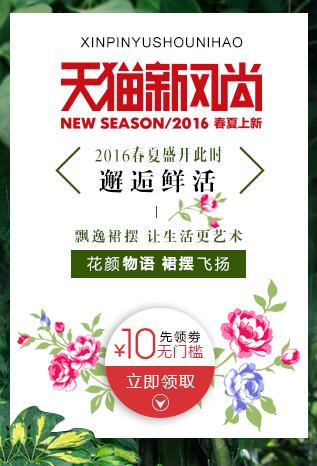 XINPINYUSHOUNIHAO
天猫新风尚
NEW SEASON/2016 春夏上新
2016春夏盛开此时
邂逅鲜活
飘逸裙摆 让生活更艺术
花颜物语 裙摆飞扬
¥10 先领券
无门槛
立即领取